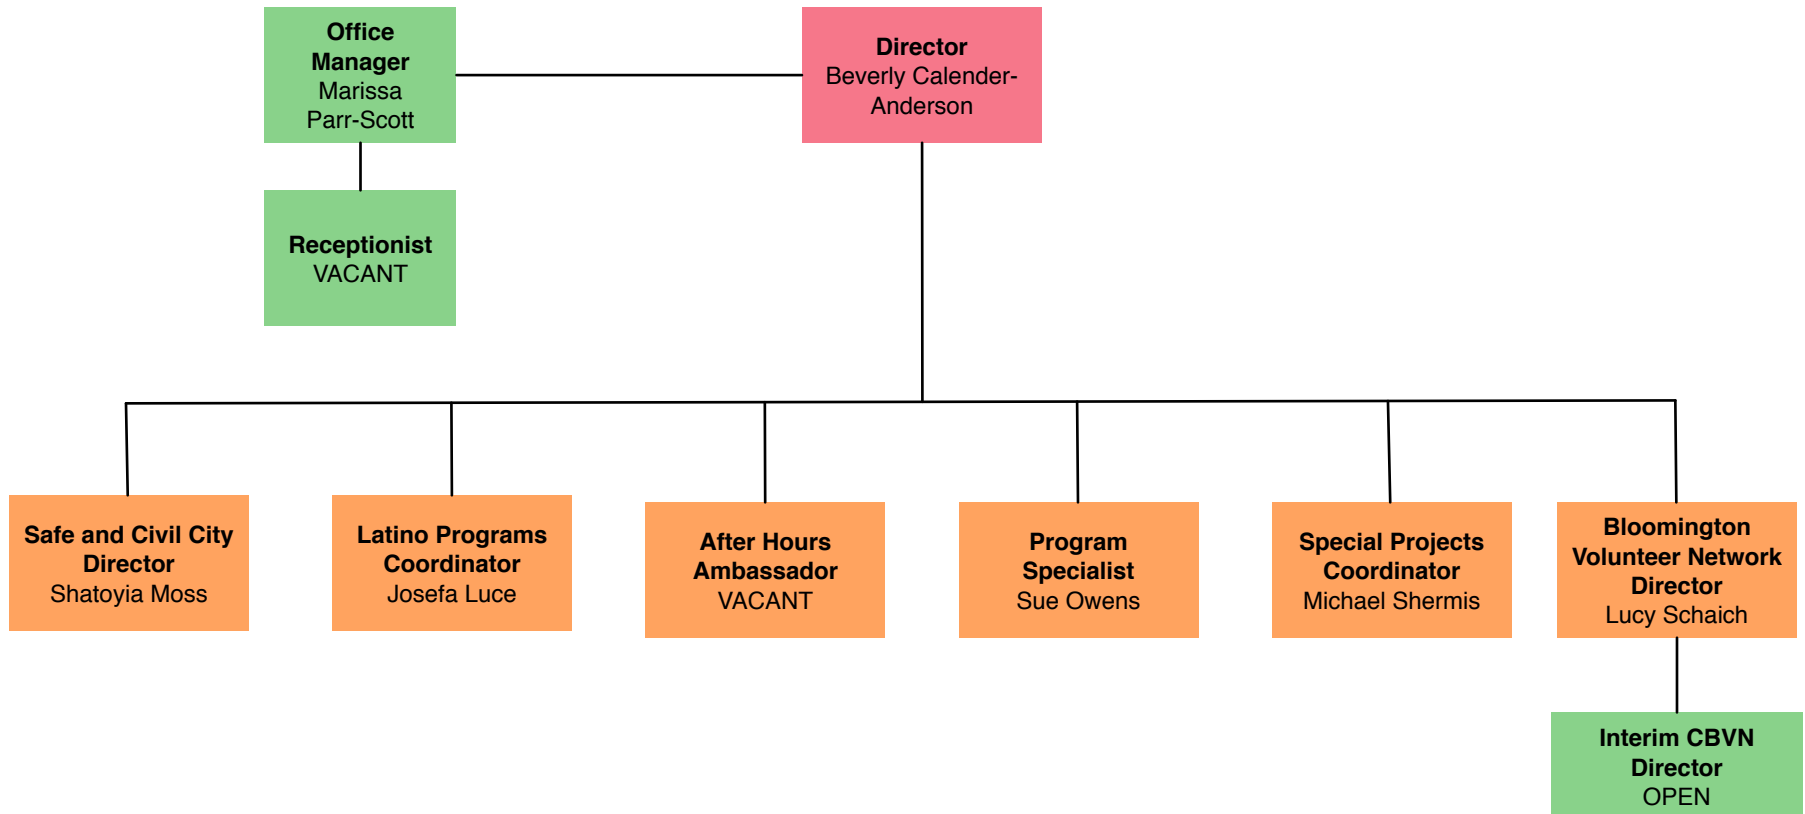 Office
Manager
Marissa
Parr-Scott
Director
Beverly Calender-
Anderson
Receptionist
VACANT
Safe and Civil City
Director
Shatoyia Moss
Latino Programs
Coordinator
Josefa Luce
After Hours
Ambassador
VACANT
Program
Specialist
Sue Owens
Special Projects
Coordinator
Michael Shermis
Bloomington
Volunteer Network
Director
Lucy Schaich
Interim CBVN
Director
OPEN